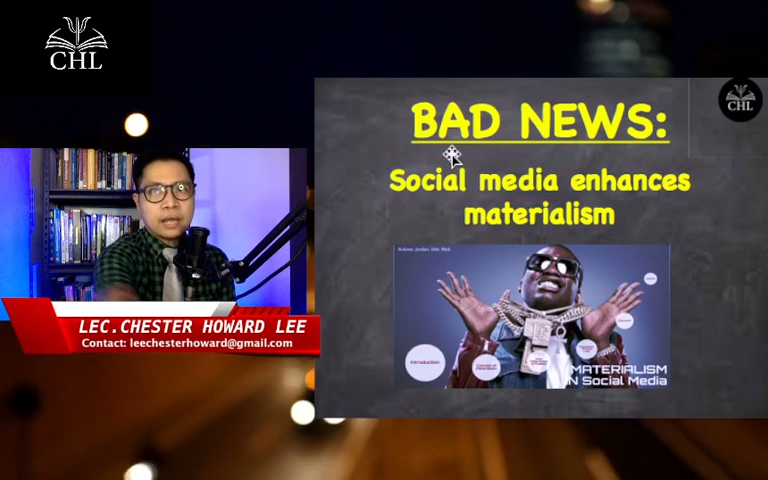 CHL
BAD NEWS:
CHL
Social media enhances
materialism
Introduction
MATERIALISM
IN Social Media
LEC.CHESTER HOWARD LEE
Contact: leechesterhoward@gmail.com